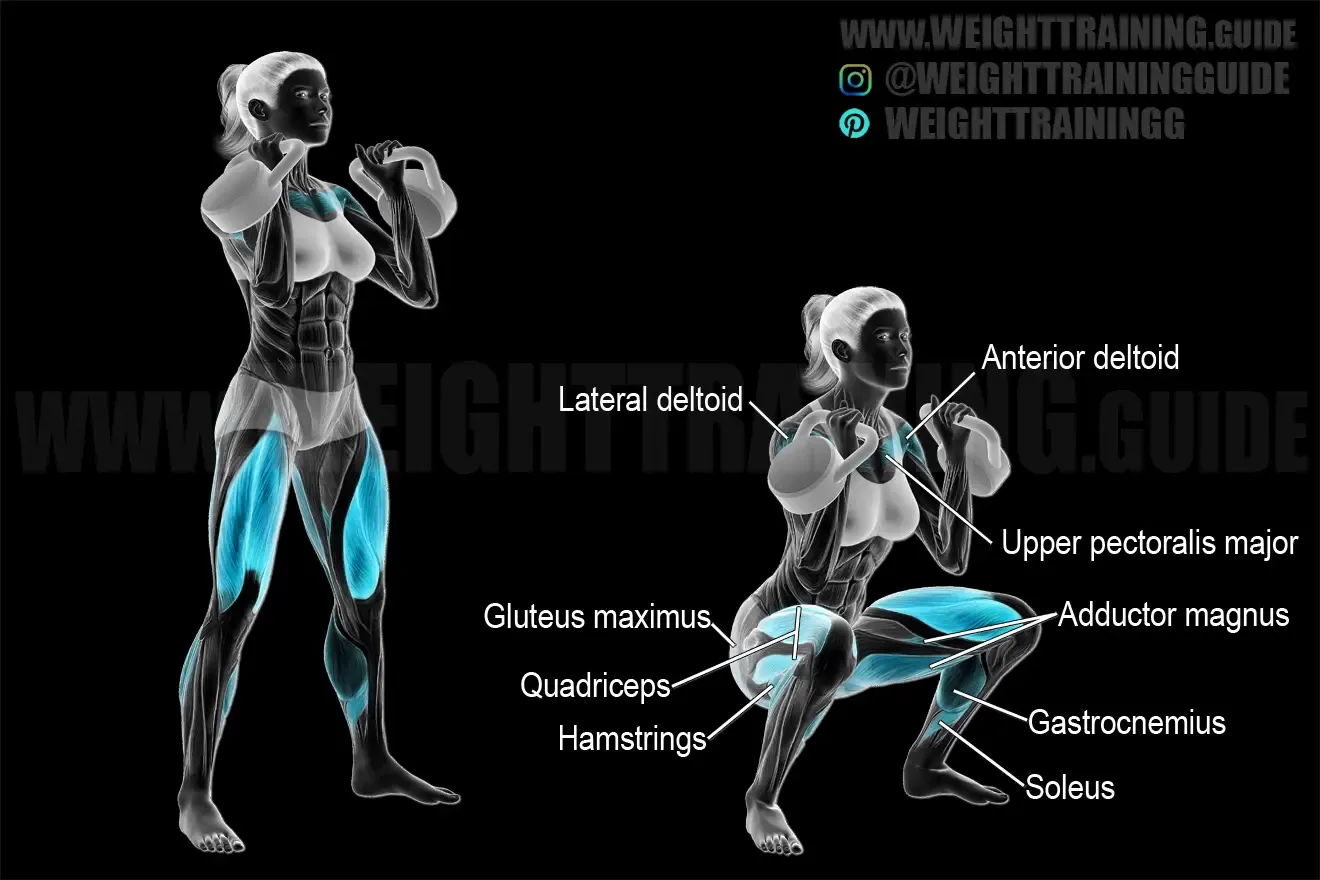 WWW.WEIGHTTRAINING.GUIDE
@WEIGHTTRAININGGUIDE
WEIGHTTRAININGG
Anterior deltoid
Lateral deltoid
WWW.WEIGHTTRAINING.GUIDE
Upper pectoralis major
Gluteus maximus
Adductor magnus
Quadriceps
Hamstrings
Gastrocnemius
Soleus